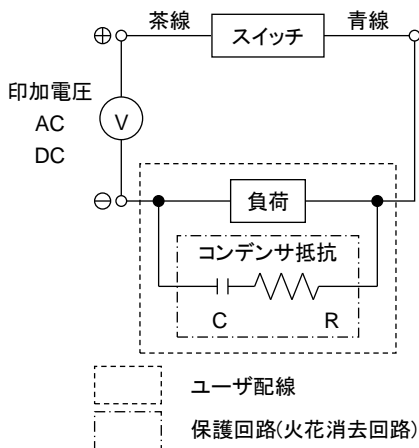 ⊕ 茶線 スイッチ 青線
印加電圧
AC
DC
V
⊖ 負荷
コンデンサ抵抗
C R
ユーザ配線
保護回路(火花消去回路)